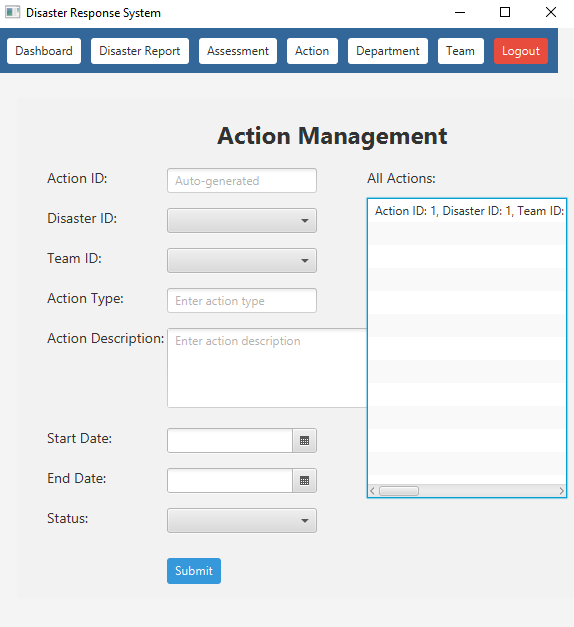 Disaster Response System
Dashboard Disaster Report Assessment Action Department Team Logout
Action Management
Action ID: Auto-generated All Actions:
Disaster ID: Action ID: 1, Disaster ID: 1, Team ID:
Team ID:
Action Type: Enter action type
Action Description: Enter action description
Start Date:
End Date:
Status:
Submit